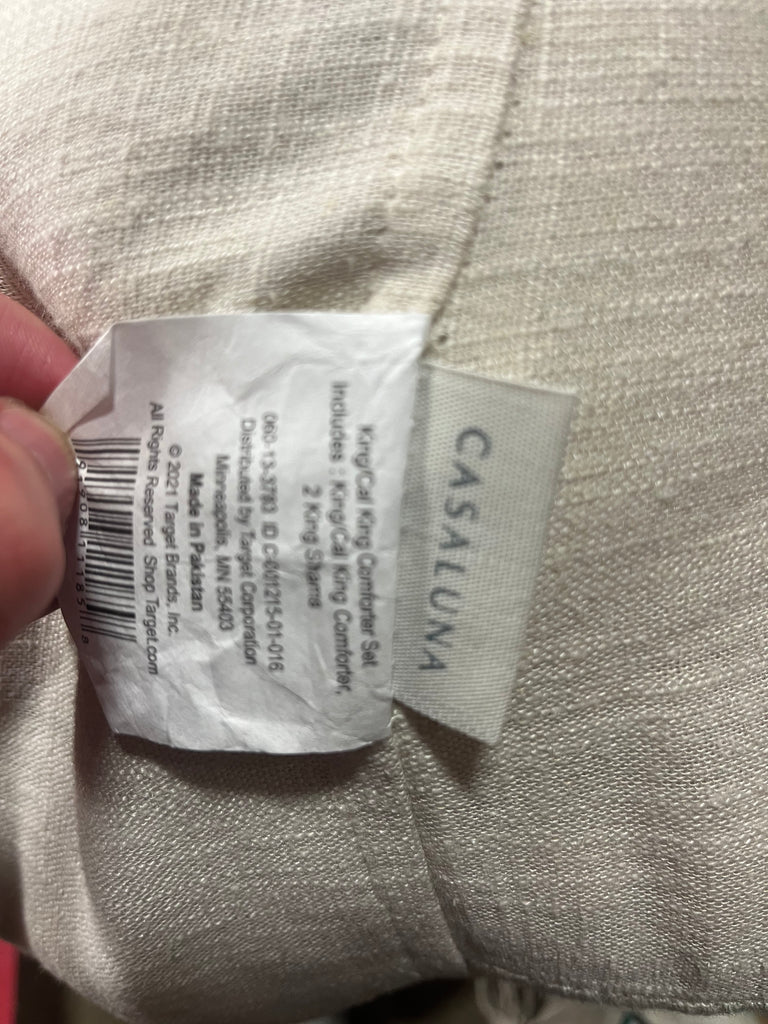 CASALUNA
King/Cal King Comforter Set
Includes : King/Cal King Comforter,
2 King Shams
060-13-3783 ID C-001215-01-016
Distributed by Target Corporation
Minneapolis, MN 55403
Made in Pakistan
© 2021 Target Brands, Inc.
All Rights Reserved Shop Target.com